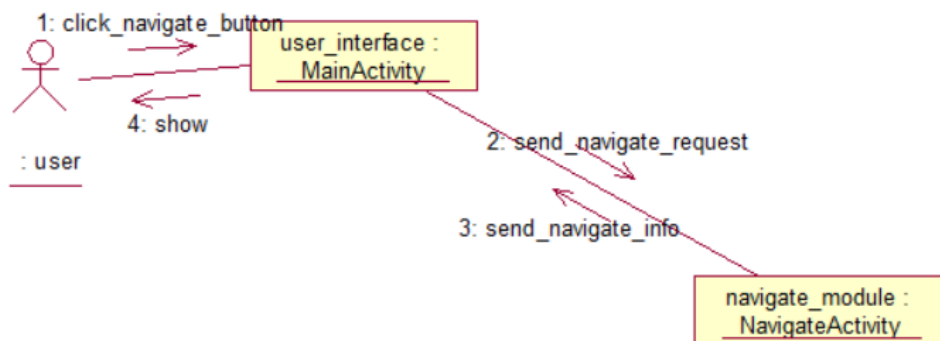 1: click_navigate_button
user_interface :
MainActivity
4: show
: user
2: send_navigate_request
3: send_navigate_info
navigate_module :
NavigateActivity